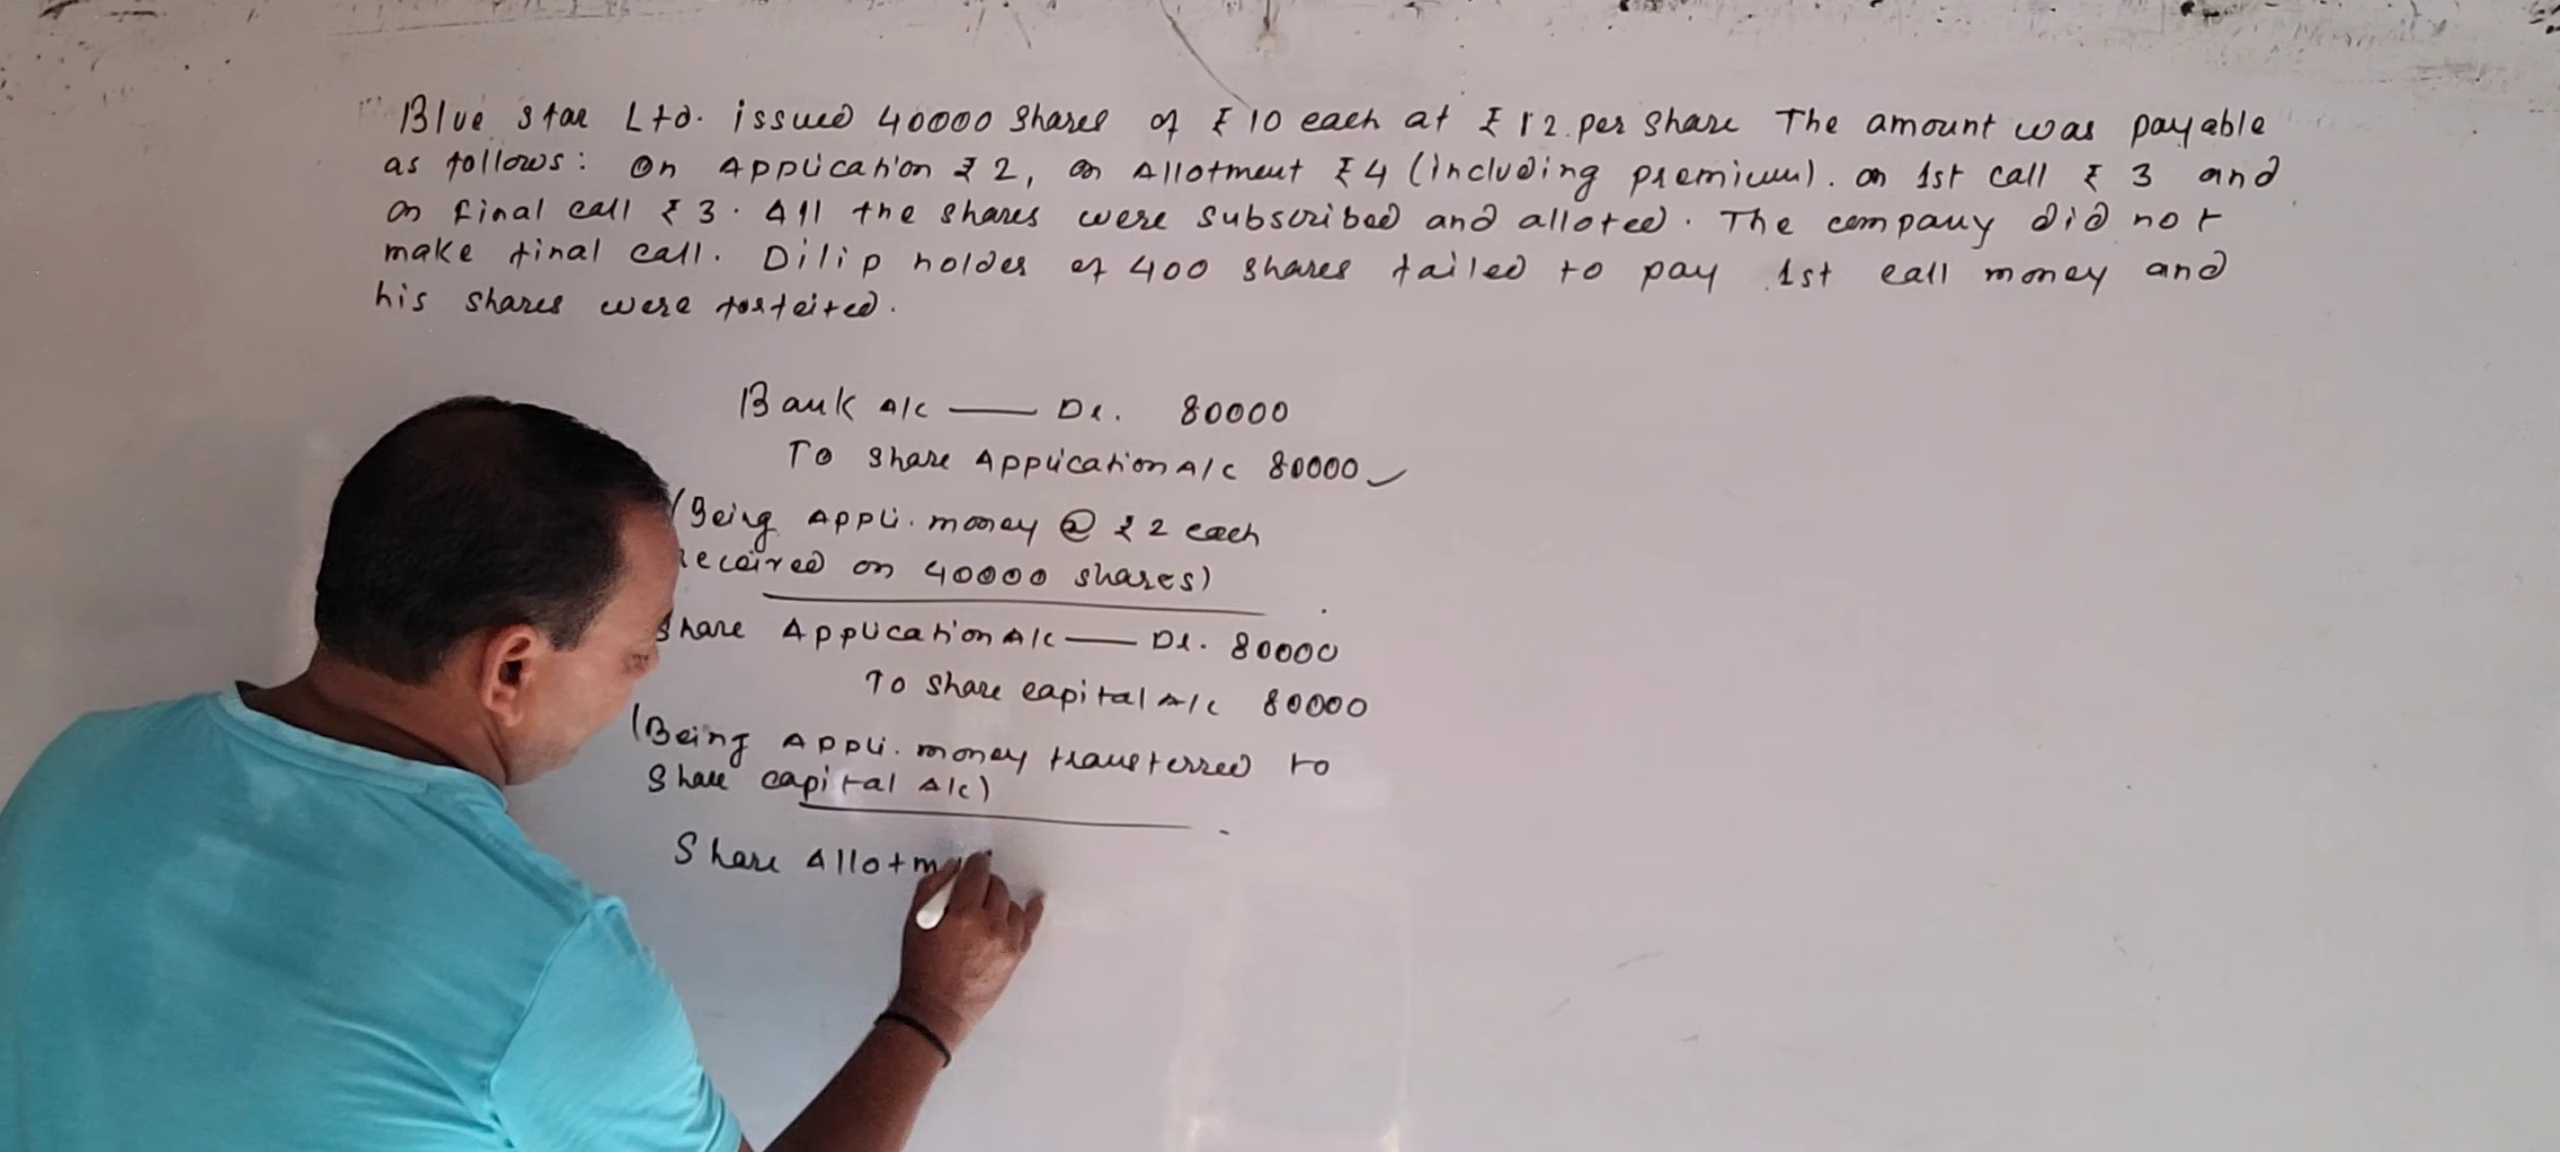 Blue star Ltd. issued 40000 shares of ₹10 each at ₹12 per share The amount was payable
as follows: on Application ₹2, on Allotment ₹4 (including premium). on 1st call ₹3 and
on final call ₹3. All the shares were subscribed and alloted. The company did not
make final call. Dilip holder of 400 shares failed to pay 1st call money and
his shares were forfeited.
Bank A/c — Dr. 80000
To share Application A/c 80000
(Being Appli. money @ ₹2 each
received on 40000 shares)
Share Application A/c — Dr. 80000
To share capital A/c 80000
(Being Appli. money transferred to
Share capital A/c)
Share Allotm